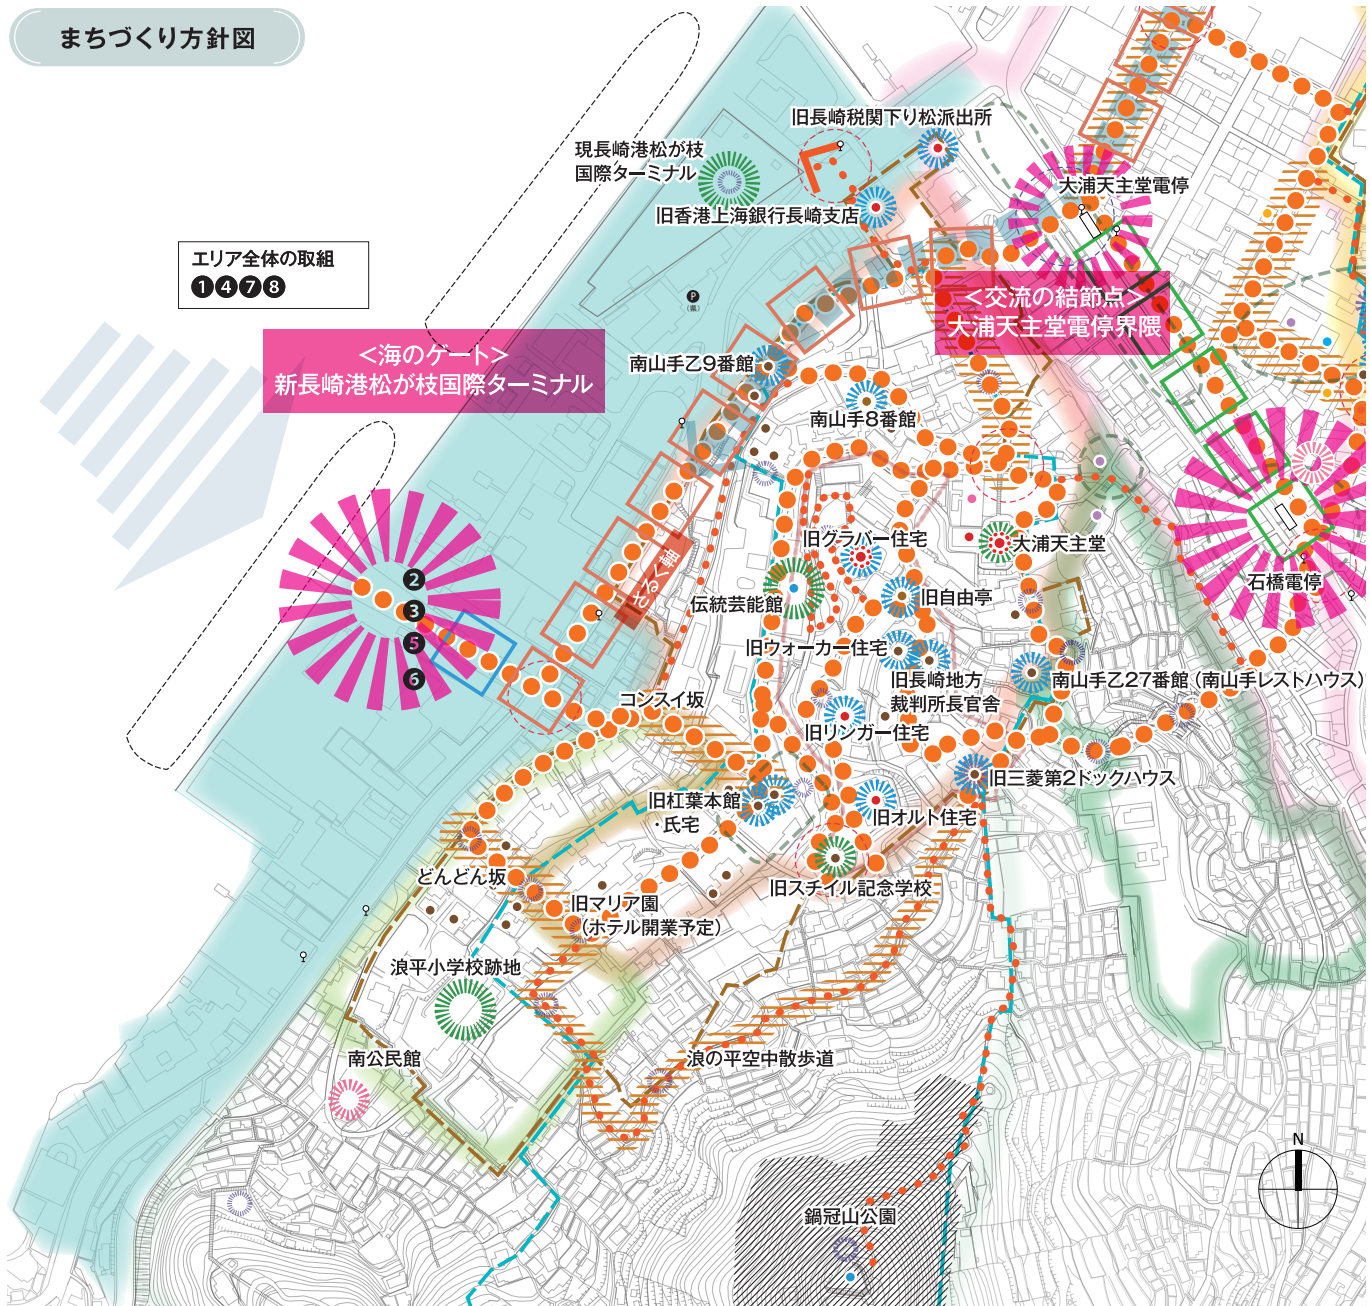 まちづくり方針図
旧長崎税関下り松派出所
現長崎港松が枝
国際ターミナル
大浦天主堂電停
旧香港上海銀行長崎支店
エリア全体の取組
❶❹❼❽
P
(県)
＜交流の結節点＞
大浦天主堂電停界隈
＜海のゲート＞
新長崎港松が枝国際ターミナル
南山手乙9番館
南山手8番館
旧グラバー住宅
大浦天主堂
さるく軸
石橋電停
❷
❸
❺
❻
伝統芸能館
旧自由亭
旧ウォーカー住宅
旧長崎地方
裁判所長官舎
南山手乙27番館（南山手レストハウス）
コンスイ坂
旧リンガー住宅
旧三菱第2ドックハウス
旧杠葉本館
・氏宅
旧オルト住宅
どんどん坂
旧スチイル記念学校
旧マリア園
（ホテル開業予定）
浪平小学校跡地
南公民館
浪の平空中散歩道
N
鍋冠山公園